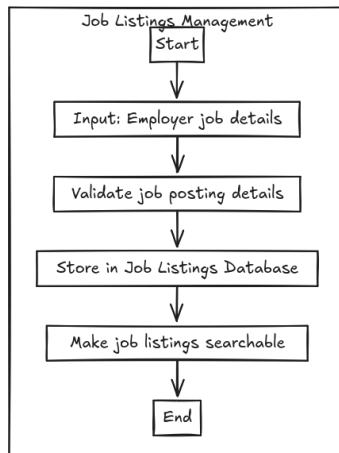 Job Listings Management
Start
Input: Employer job details
Validate job posting details
Store in Job Listings Database
Make job listings searchable
End